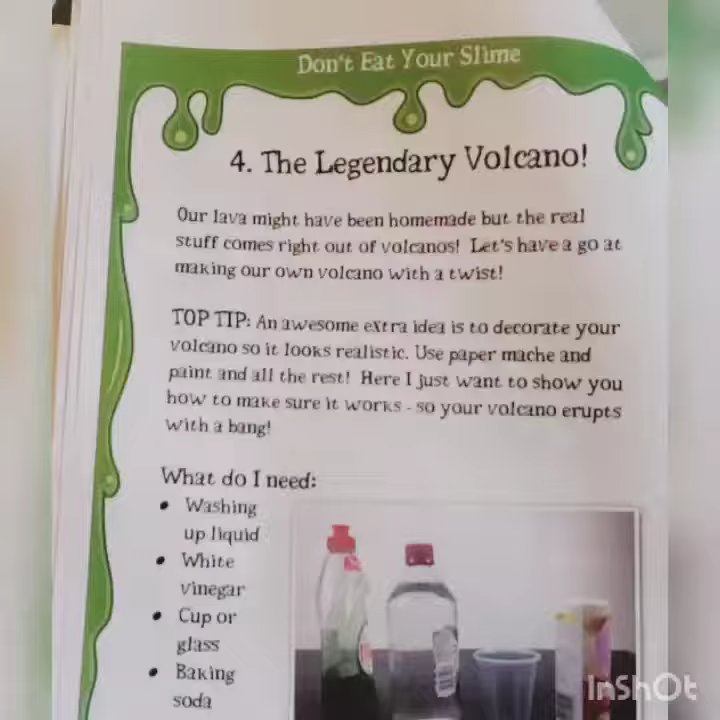 Don't Eat Your Slime
4. The Legendary Volcano!
Our lava might have been homemade but the real
stuff comes right out of volcanos! Let's have a go at
making our own volcano with a twist!
TOP TIP: An awesome extra idea is to decorate your
volcano so it looks realistic. Use paper mache and
paint and all the rest! Here I just want to show you
how to make sure it works - so your volcano erupts
with a bang!
What do I need:
• Washing
up liquid
• White
vinegar
• Cup or
glass
• Baking
soda
InShOt